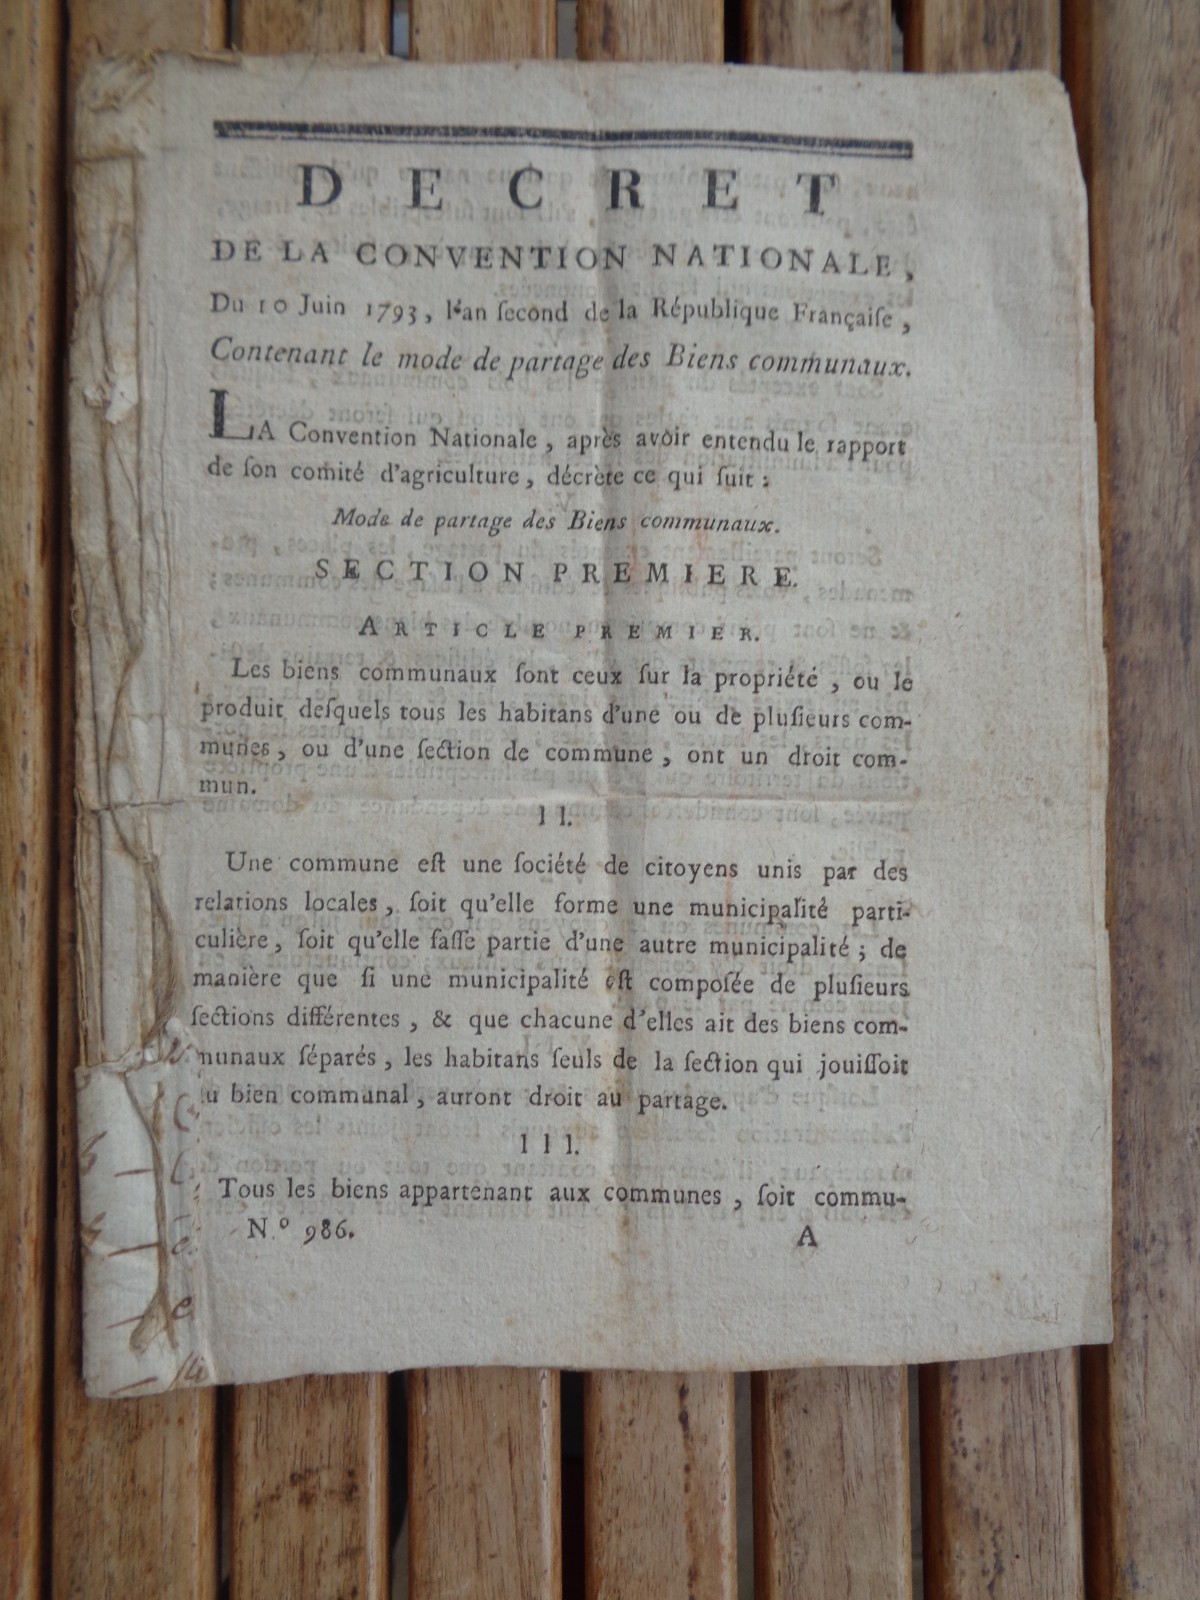 DECRET
DE LA CONVENTION NATIONALE,
Du 10 Juin 1793, l'an ſecond de la République Françaiſe,
Contenant le mode de partage des Biens communaux.
LA Convention Nationale, après avoir entendu le rapport
de ſon comité d'agriculture, décrète ce qui ſuit :
Mode de partage des Biens communaux.
SECTION PREMIERE.
ARTICLE PREMIER.
Les biens communaux ſont ceux ſur la propriété, ou le
produit deſquels tous les habitans d'une ou de pluſieurs com-
munes, ou d'une ſection de commune, ont un droit com-
mun.
II.
Une commune eſt une ſociété de citoyens unis par des
relations locales, ſoit qu'elle forme une municipalité parti-
culière, ſoit qu'elle faſſe partie d'une autre municipalité ; de
manière que ſi une municipalité eſt compoſée de pluſieurs
ſections différentes, & que chacune d'elles ait des biens com-
munaux ſéparés, les habitans ſeuls de la ſection qui jouiſſoit
u bien communal, auront droit au partage.
III.
Tous les biens appartenant aux communes, ſoit commu-
N.º 986. A